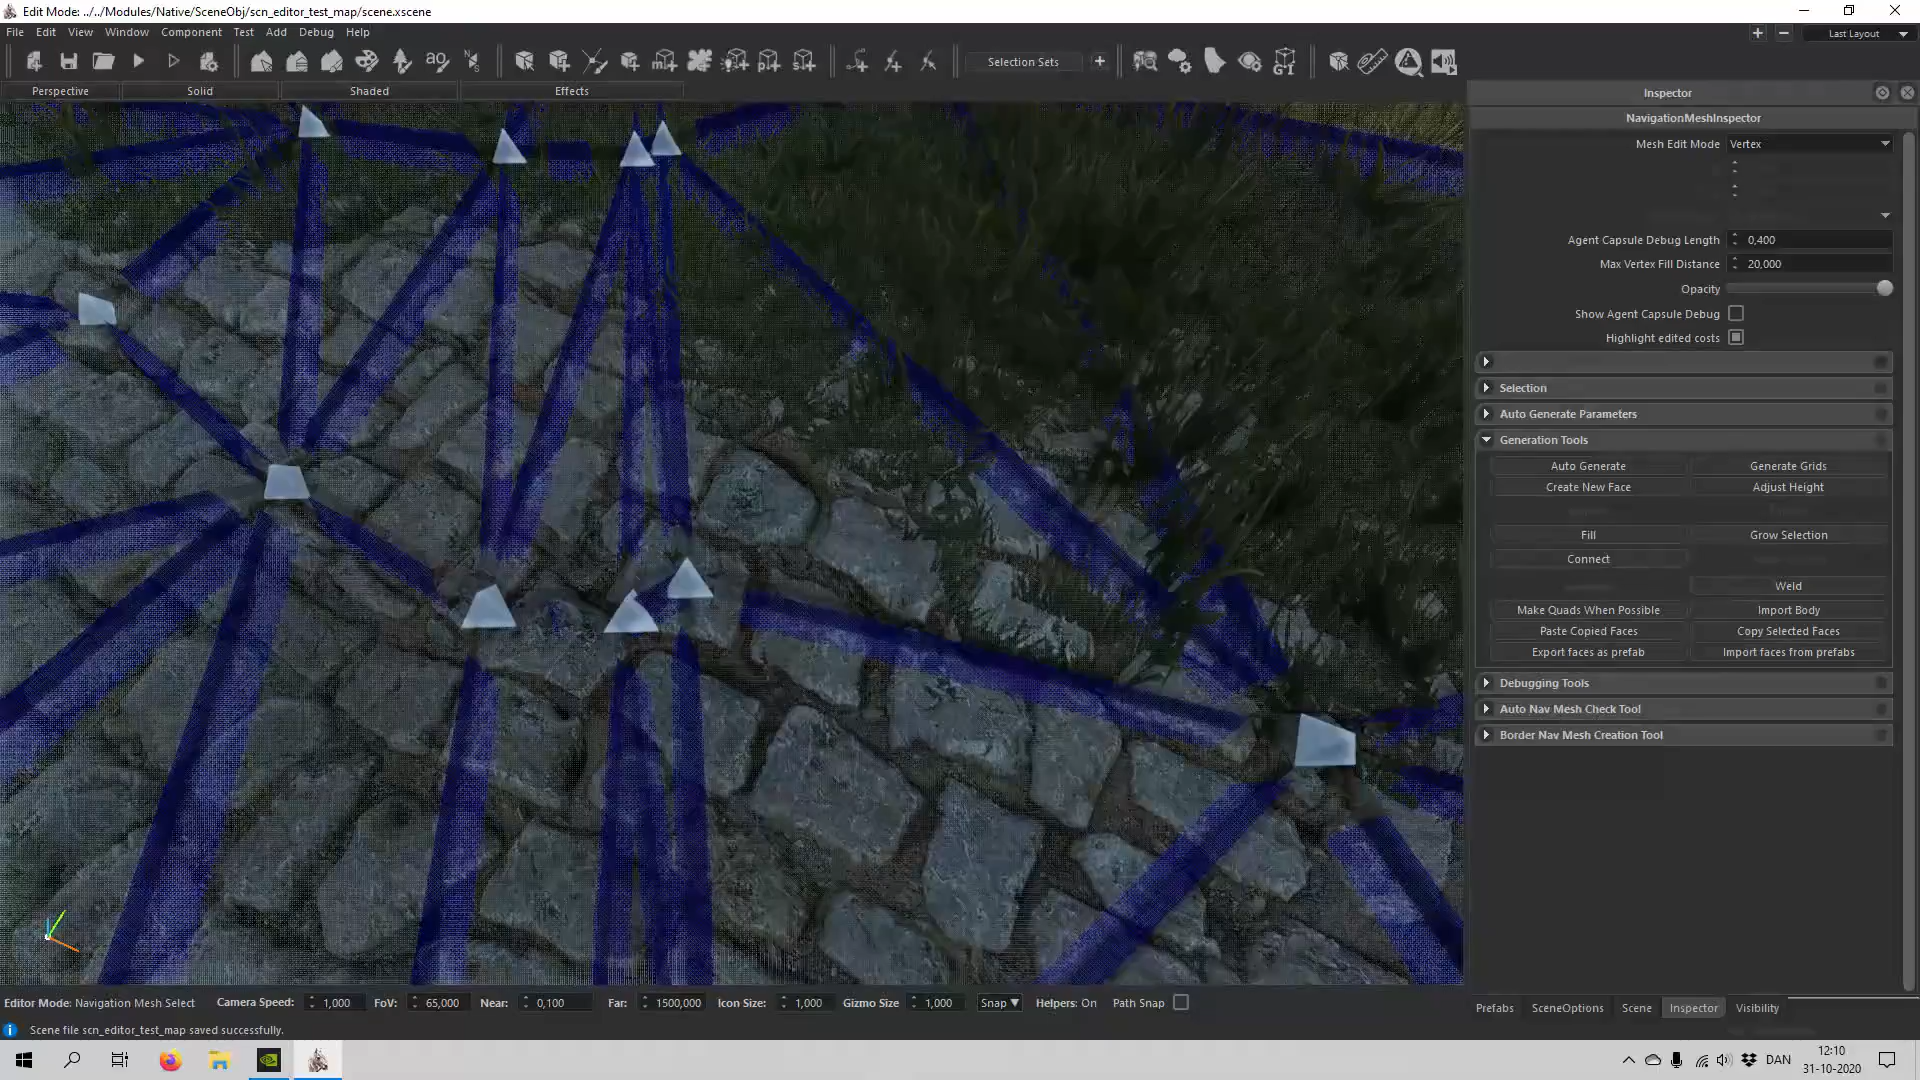 Edit Mode: ../../Modules/Native/SceneObj/scn_editor_test_map/scene.xscene
File Edit View Window Component Test Add Debug Help
Last Layout
Selection Sets
Perspective Solid Shaded Effects
Inspector
NavigationMeshInspector
Mesh Edit Mode Vertex
Agent Capsule Debug Length 0,400
Max Vertex Fill Distance 20,000
Opacity
Show Agent Capsule Debug
Highlight edited costs
Selection
Auto Generate Parameters
Generation Tools
Auto Generate Generate Grids
Create New Face Adjust Height
Fill Grow Selection
Connect
Weld
Make Quads When Possible Import Body
Paste Copied Faces Copy Selected Faces
Export faces as prefab Import faces from prefabs
Debugging Tools
Auto Nav Mesh Check Tool
Border Nav Mesh Creation Tool
Editor Mode: Navigation Mesh Select Camera Speed: 1,000 FoV: 65,000 Near: 0,100 Far: 1500,000 Icon Size: 1,000 Gizmo Size 1,000 Snap Helpers: On Path Snap
Prefabs SceneOptions Scene Inspector Visibility
Scene file scn_editor_test_map saved successfully.
DAN
12:10
31-10-2020